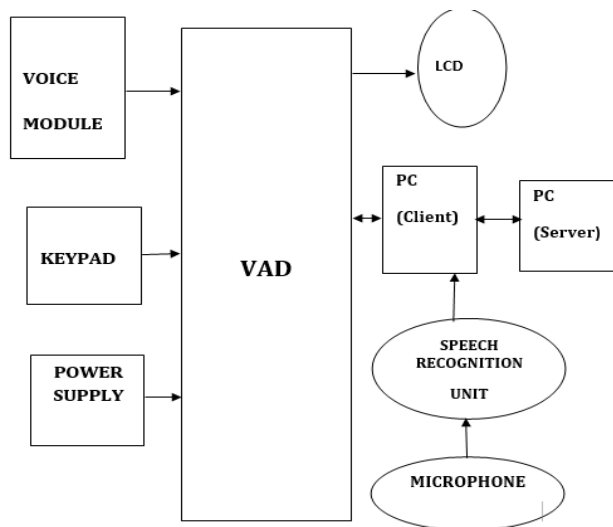 VOICE
MODULE
KEYPAD
POWER
SUPPLY
VAD
LCD
PC
(Client)
PC
(Server)
SPEECH
RECOGNITION
UNIT
MICROPHONE